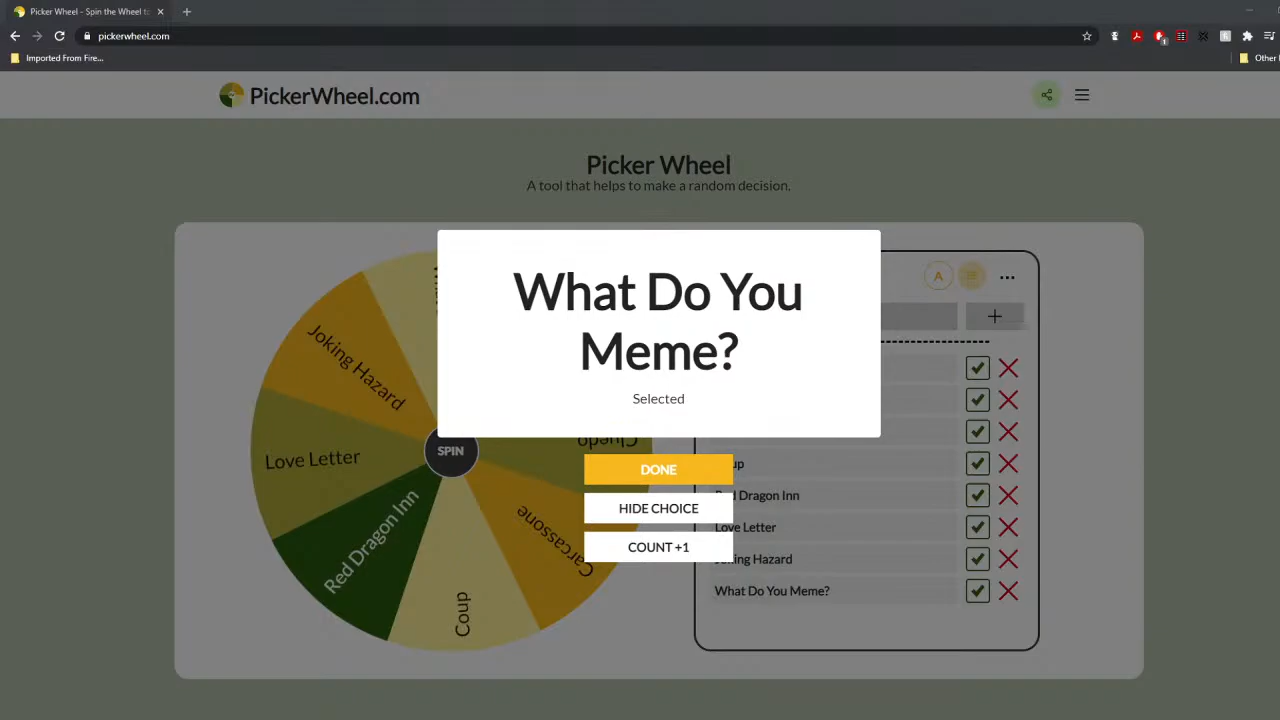 Picker Wheel - Spin the Wheel to
pickerwheel.com
1
Imported From Fire...
Other
PickerWheel.com
Picker Wheel
A tool that helps to make a random decision.
What Do You
Meme?
Selected
DONE
HIDE CHOICE
COUNT +1
SPIN
Joking Hazard
Love Letter
Red Dragon Inn
Coup
Carcassone
Cluedo
A
Red Dragon Inn
Love Letter
Joking Hazard
What Do You Meme?